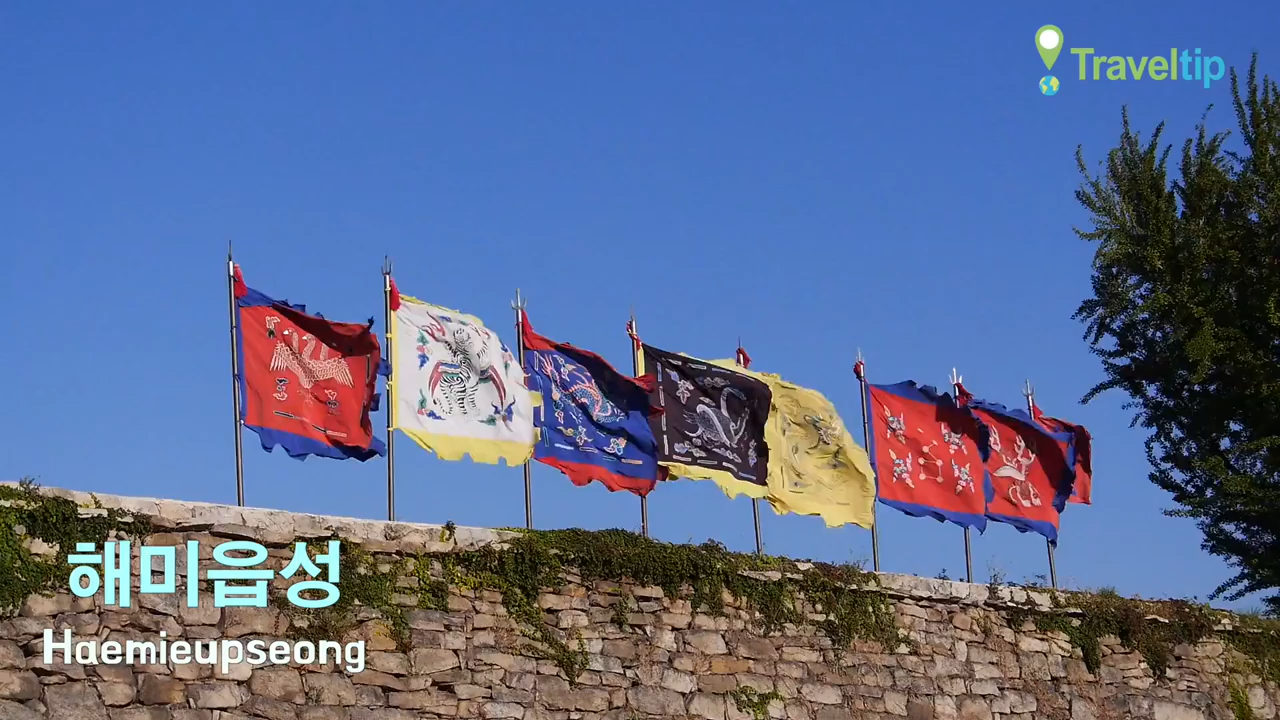 Traveltip
해미읍성
Haemieupseong